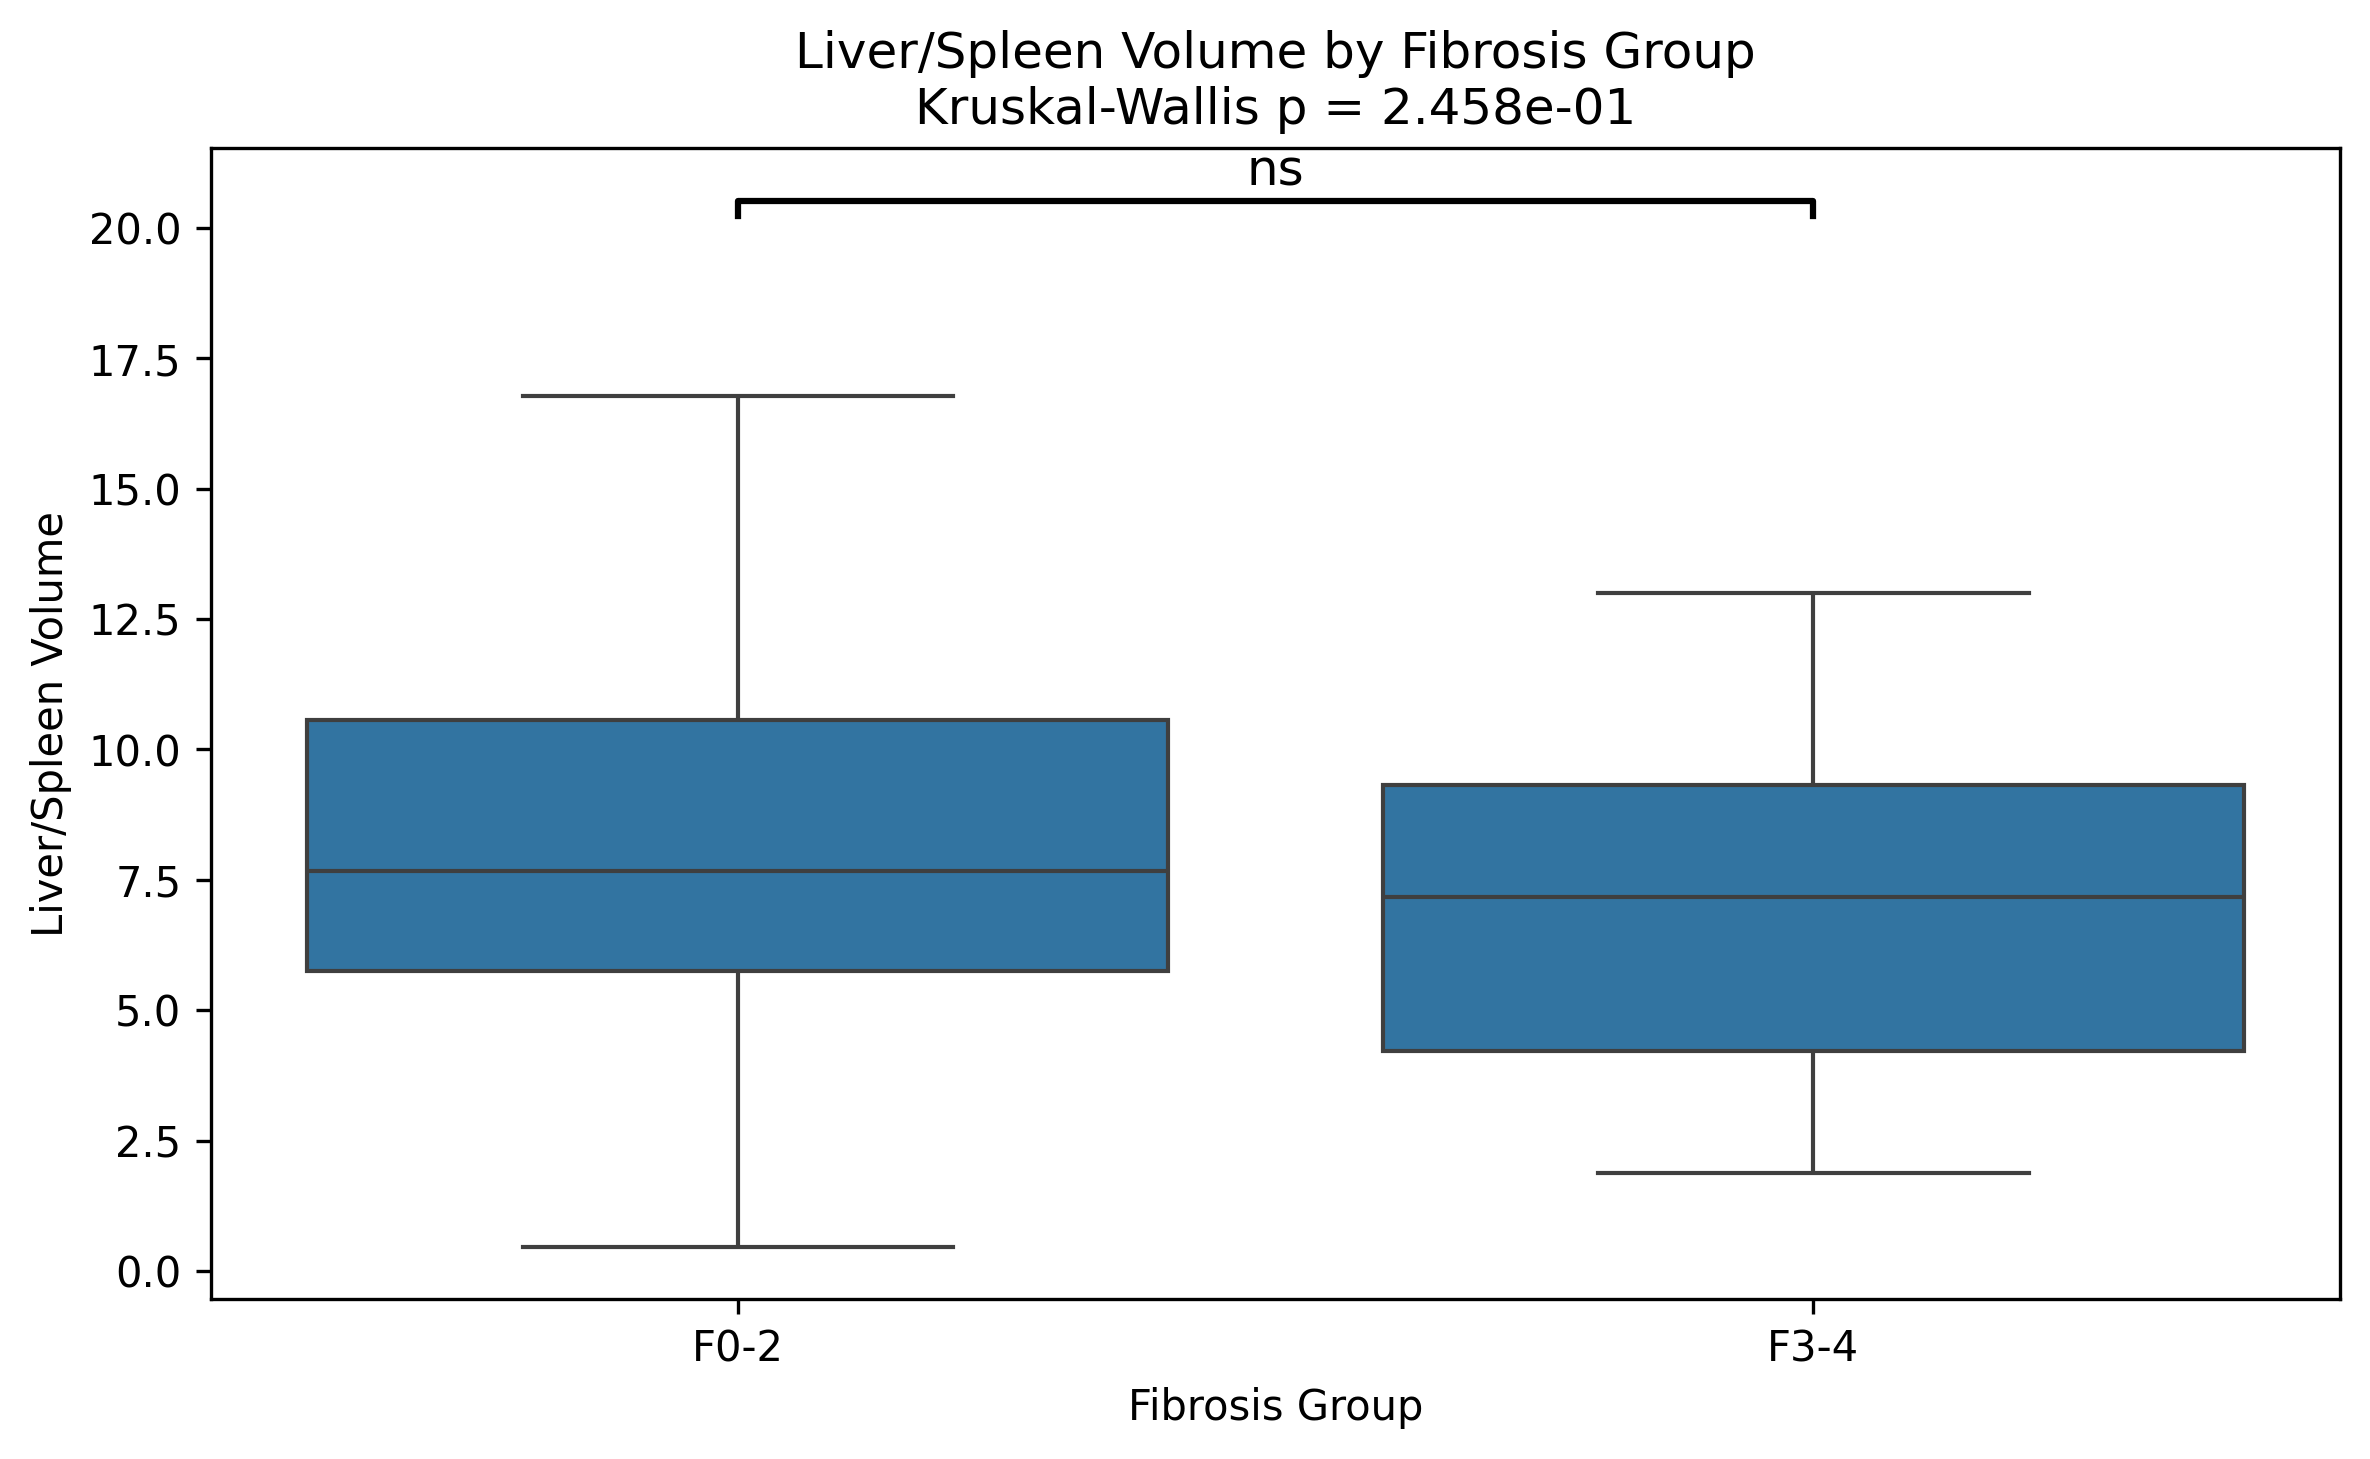 Liver/Spleen Volume by Fibrosis Group
Kruskal-Wallis p = 2.458e-01
ns
20.0
17.5
15.0
12.5
10.0
7.5
5.0
2.5
0.0
Liver/Spleen Volume
F0-2
F3-4
Fibrosis Group